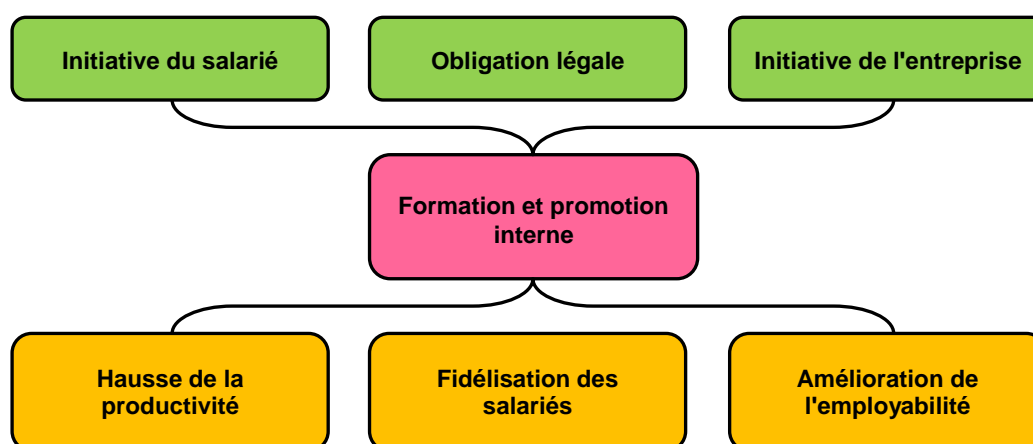 Initiative du salarié
Obligation légale
Initiative de l'entreprise
Formation et promotion
interne
Hausse de la
productivité
Fidélisation des
salariés
Amélioration de
l'employabilité